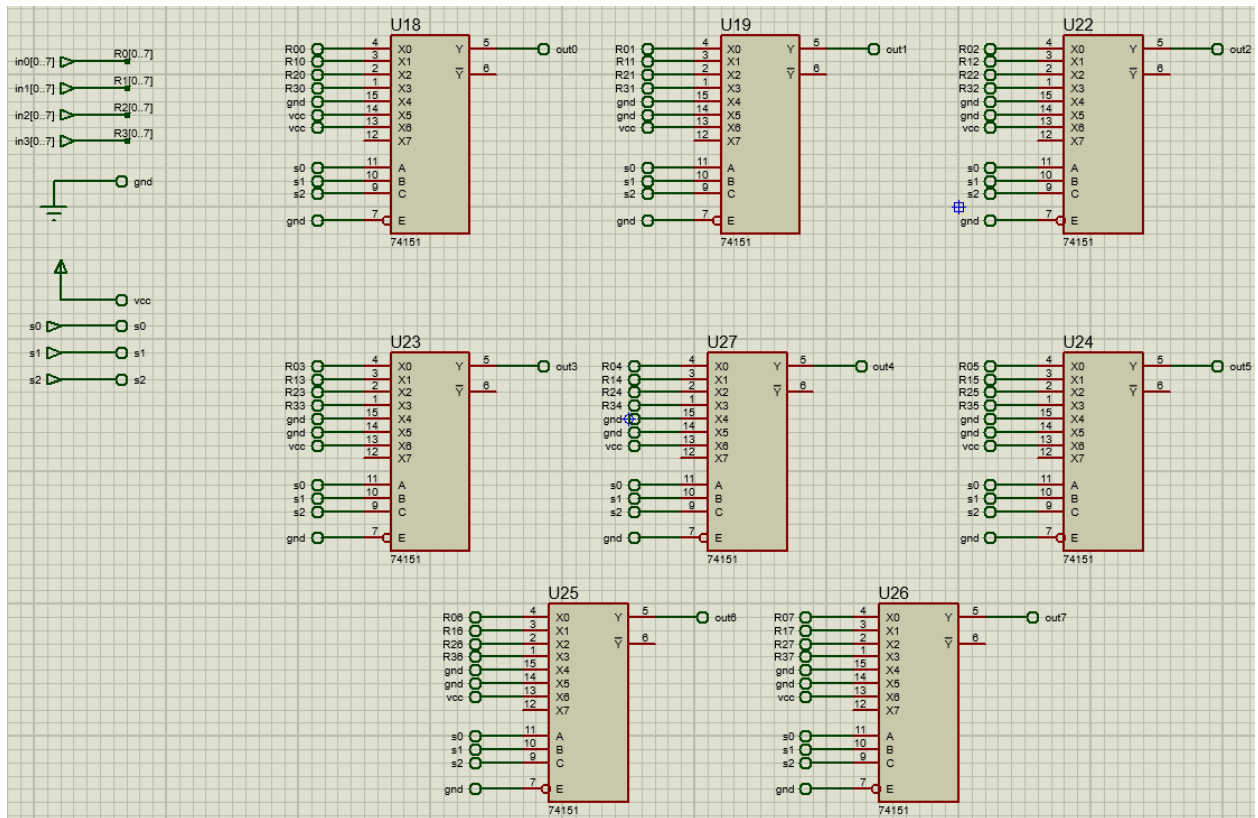 in0[0..7] R0[0..7]
in1[0..7] R1[0..7]
in2[0..7] R2[0..7]
in3[0..7] R3[0..7]
gnd
vcc
s0 s0
s1 s1
s2 s2
U18
R00 4 X0 Y 5 out0
R10 3 X1
R20 2 X2 Y 6
R30 1 X3
gnd 15 X4
vcc 14 X5
vcc 13 X6
12 X7
s0 11 A
s1 10 B
s2 9 C
gnd 7 E
74151
U19
R01 4 X0 Y 5 out1
R11 3 X1
R21 2 X2 Y 6
R31 1 X3
gnd 15 X4
gnd 14 X5
vcc 13 X6
12 X7
s0 11 A
s1 10 B
s2 9 C
gnd 7 E
74151
U22
R02 4 X0 Y 5 out2
R12 3 X1
R22 2 X2 Y 6
R32 1 X3
gnd 15 X4
gnd 14 X5
vcc 13 X6
12 X7
s0 11 A
s1 10 B
s2 9 C
gnd 7 E
74151
U23
R03 4 X0 Y 5 out3
R13 3 X1
R23 2 X2 Y 6
R33 1 X3
gnd 15 X4
gnd 14 X5
vcc 13 X6
12 X7
s0 11 A
s1 10 B
s2 9 C
gnd 7 E
74151
U27
R04 4 X0 Y 5 out4
R14 3 X1
R24 2 X2 Y 6
R34 1 X3
gnd 15 X4
gnd 14 X5
vcc 13 X6
12 X7
s0 11 A
s1 10 B
s2 9 C
gnd 7 E
74151
U24
R05 4 X0 Y 5 out5
R15 3 X1
R25 2 X2 Y 6
R35 1 X3
gnd 15 X4
gnd 14 X5
vcc 13 X6
12 X7
s0 11 A
s1 10 B
s2 9 C
gnd 7 E
74151
U25
R06 4 X0 Y 5 out6
R16 3 X1
R26 2 X2 Y 6
R36 1 X3
gnd 15 X4
gnd 14 X5
vcc 13 X6
12 X7
s0 11 A
s1 10 B
s2 9 C
gnd 7 E
74151
U26
R07 4 X0 Y 5 out7
R17 3 X1
R27 2 X2 Y 6
R37 1 X3
gnd 15 X4
gnd 14 X5
vcc 13 X6
12 X7
s0 11 A
s1 10 B
s2 9 C
gnd 7 E
74151